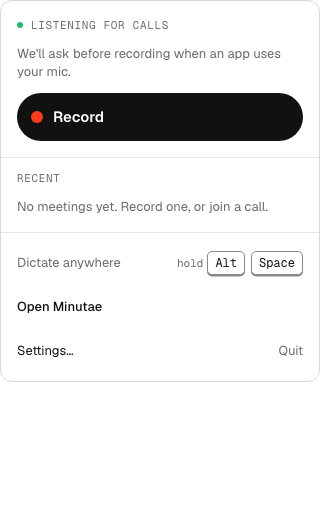 LISTENING FOR CALLS
We'll ask before recording when an app uses
your mic.
Record
RECENT
No meetings yet. Record one, or join a call.
Dictate anywhere hold Alt Space
Open Minutae
Settings… Quit